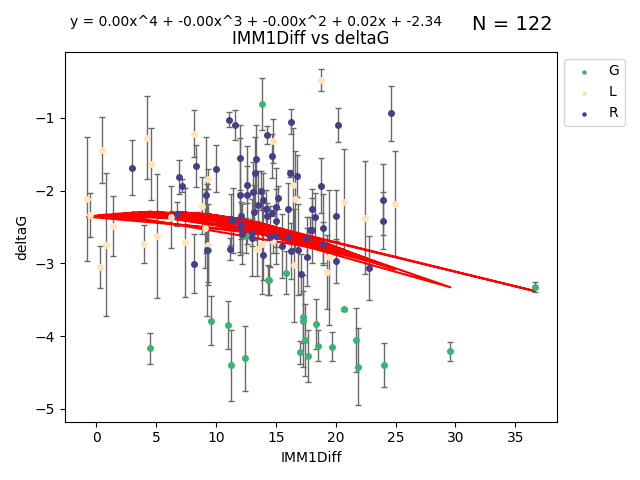 y = 0.00x^4 + -0.00x^3 + -0.00x^2 + 0.02x + -2.34
N = 122
IMM1Diff vs deltaG
G
L
R
−1
−2
−3
−4
−5
deltaG
0 5 10 15 20 25 30 35
IMM1Diff